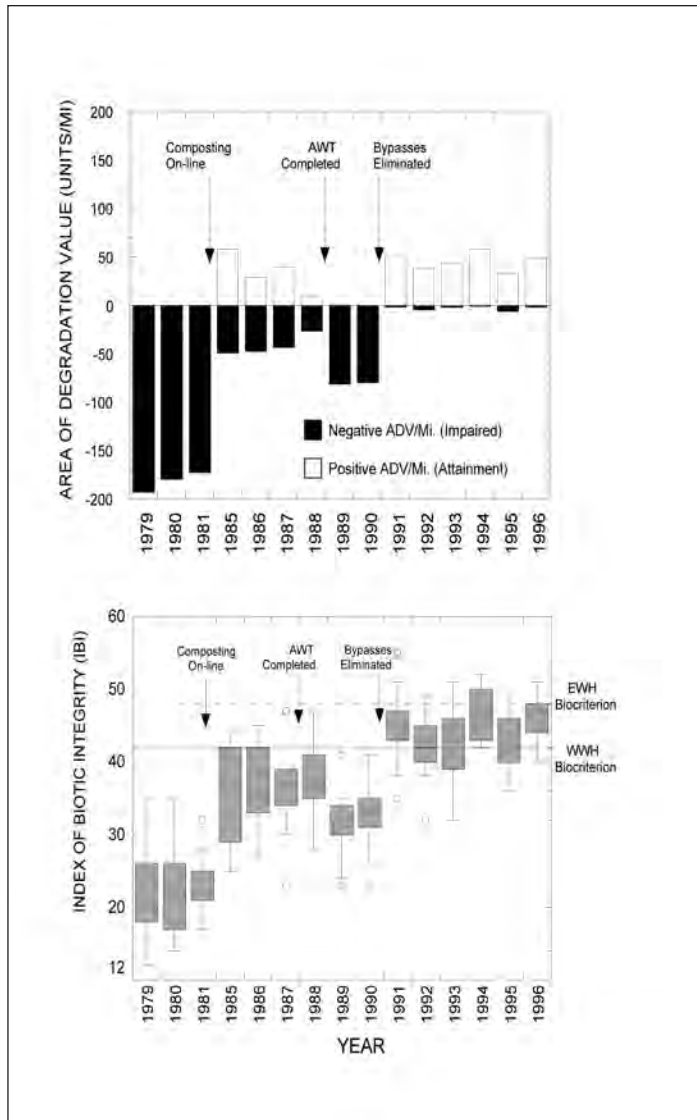 AREA OF DEGRADATION VALUE (UNITS/MI)
200
150
100
50
0
-50
-100
-150
-200
Composting
On-line
AWT
Completed
Bypasses
Eliminated
Negative ADV/Mi. (Impaired)
Positive ADV/Mi. (Attainment)
1979
1980
1981
1985
1986
1987
1988
1989
1990
1991
1992
1993
1994
1995
1996
INDEX OF BIOTIC INTEGRITY (IBI)
60
50
40
30
20
12
Composting
On-line
AWT
Completed
Bypasses
Eliminated
EWH
Biocriterion
WWH
Biocriterion
1979
1980
1981
1985
1986
1987
1988
1989
1990
1991
1992
1993
1994
1995
1996
YEAR